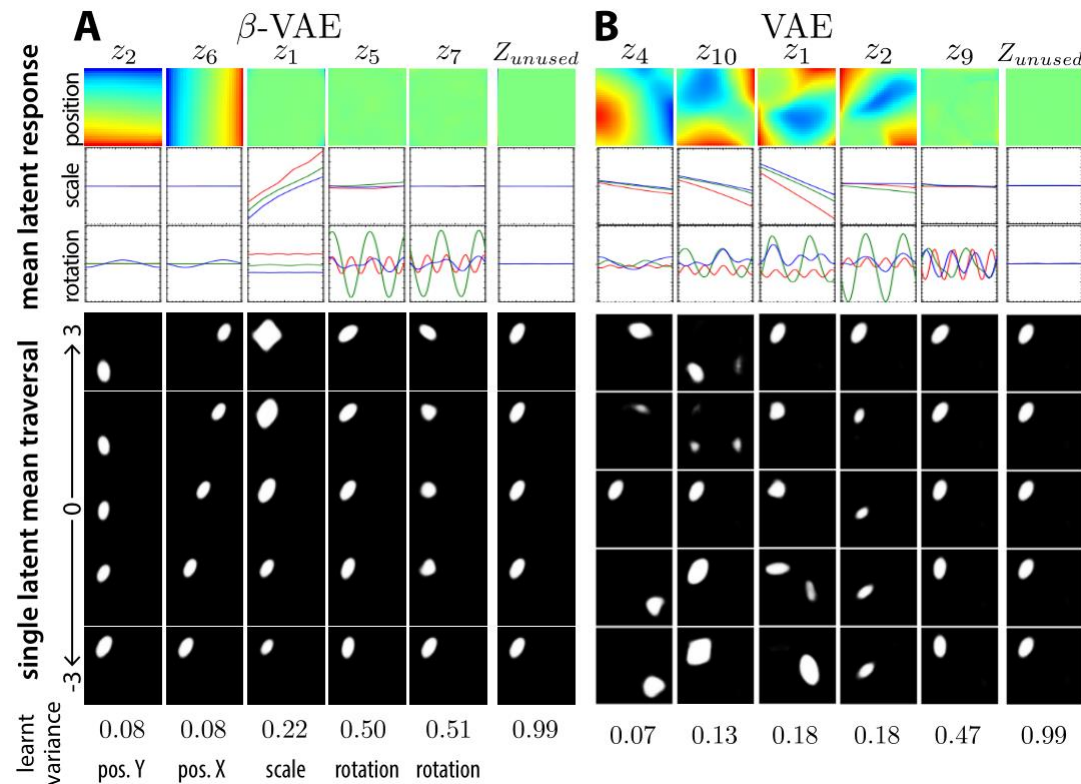 A
β-VAE
B
VAE
z2 z6 z1 z5 z7 Zunused
z4 z10 z1 z2 z9 Zunused
mean latent response
position
scale
rotation
single latent mean traversal
3
0
-3
learnt variance
0.08 0.08 0.22 0.50 0.51 0.99
0.07 0.13 0.18 0.18 0.47 0.99
pos. Y pos. X scale rotation rotation